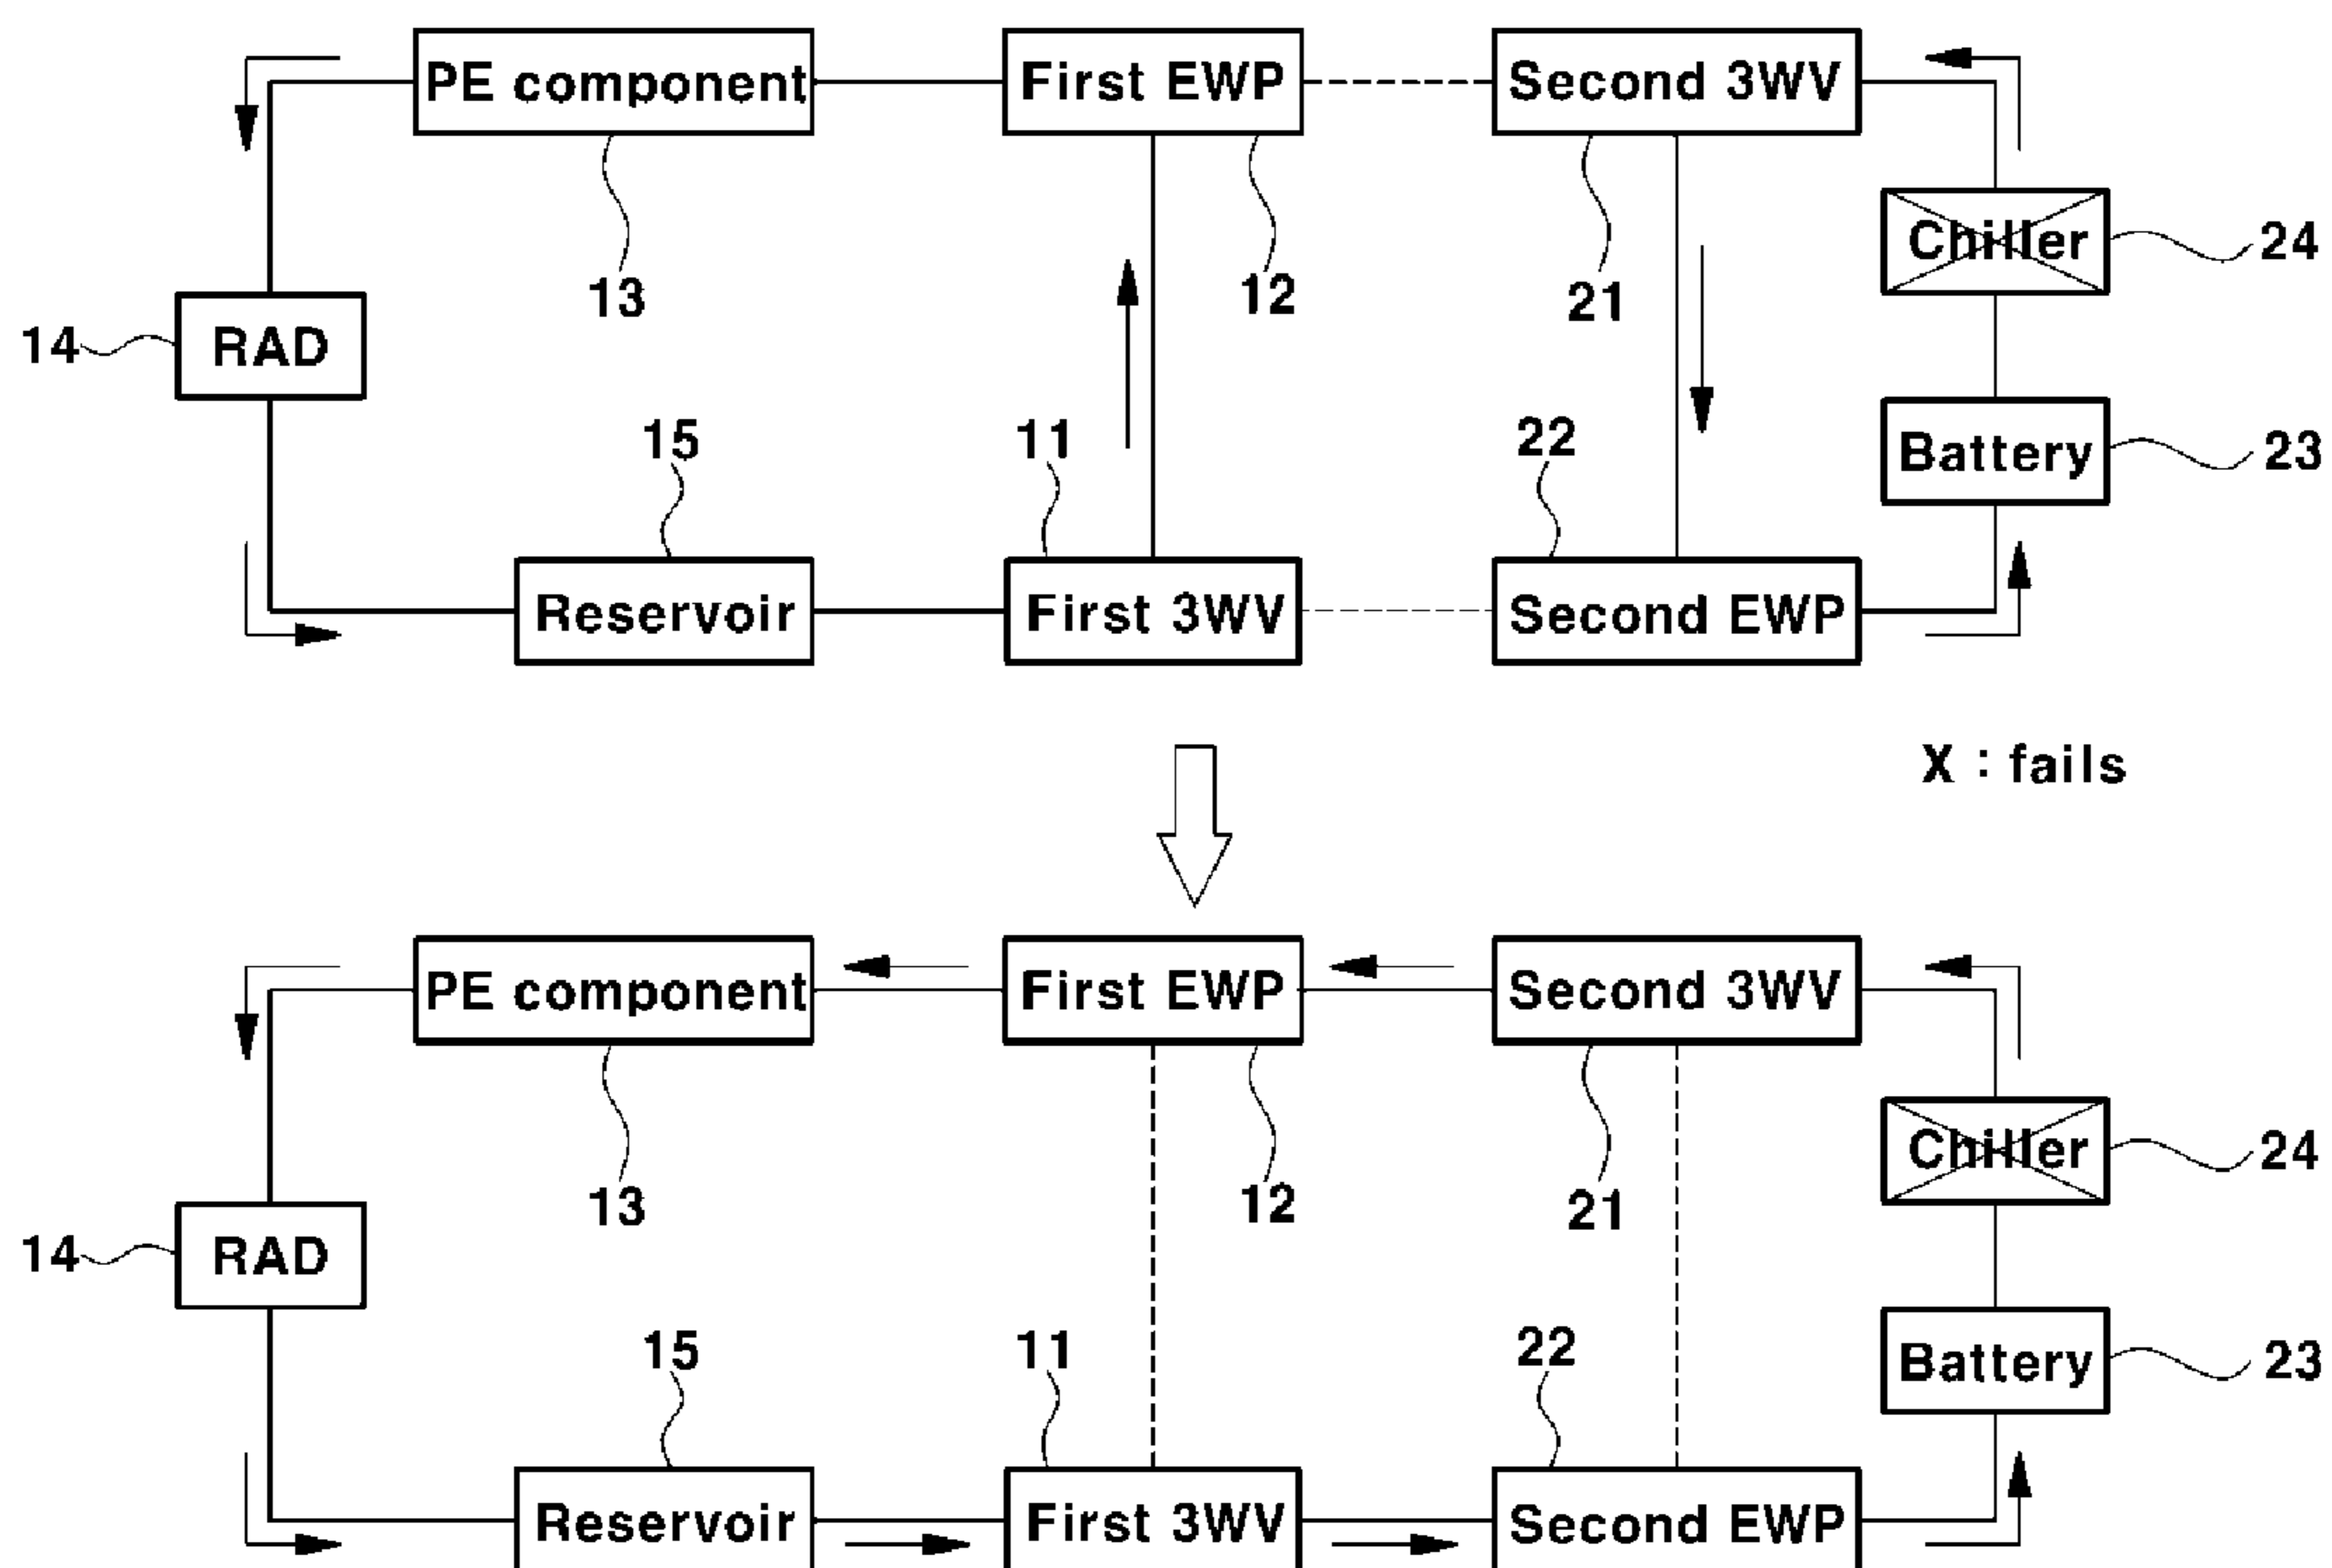 PE component
First EWP
Second 3WV
13
12
21
Chiller
24
14
RAD
15
11
22
Battery
23
Reservoir
First 3WV
Second EWP
X : fails
PE component
First EWP
Second 3WV
13
12
21
Chiller
24
14
RAD
15
11
22
Battery
23
Reservoir
First 3WV
Second EWP